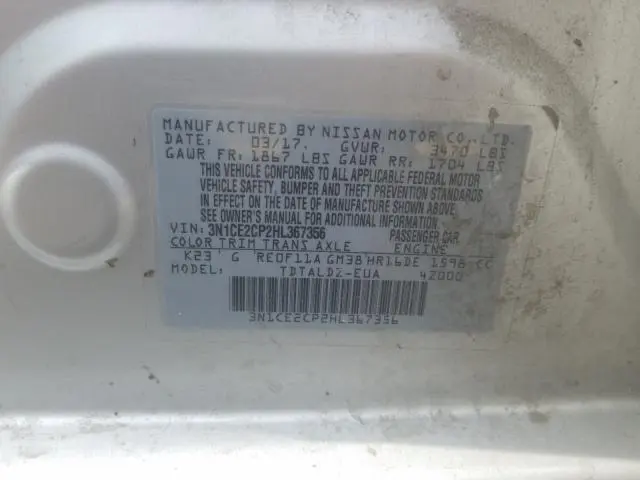 MANUFACTURED BY NISSAN MOTOR CO., LTD.
DATE: 03/17. GVWR: 3470 LBS
GAWR FR: 1867 LBS GAWR RR: 1704 LBS
THIS VEHICLE CONFORMS TO ALL APPLICABLE FEDERAL MOTOR
VEHICLE SAFETY, BUMPER AND THEFT PREVENTION STANDARDS
IN EFFECT ON THE DATE OF MANUFACTURE SHOWN ABOVE.
SEE OWNER'S MANUAL FOR ADDITIONAL INFORMATION
VIN: 3N1CE2CP2HL367356 PASSENGER CAR
COLOR TRIM TRANS AXLE ENGINE
K23 G RE0F11A GM38 HR16DE 1598 CC
MODEL: TDTALDZ-EUA 42000
3N1CE2CP2HL367356